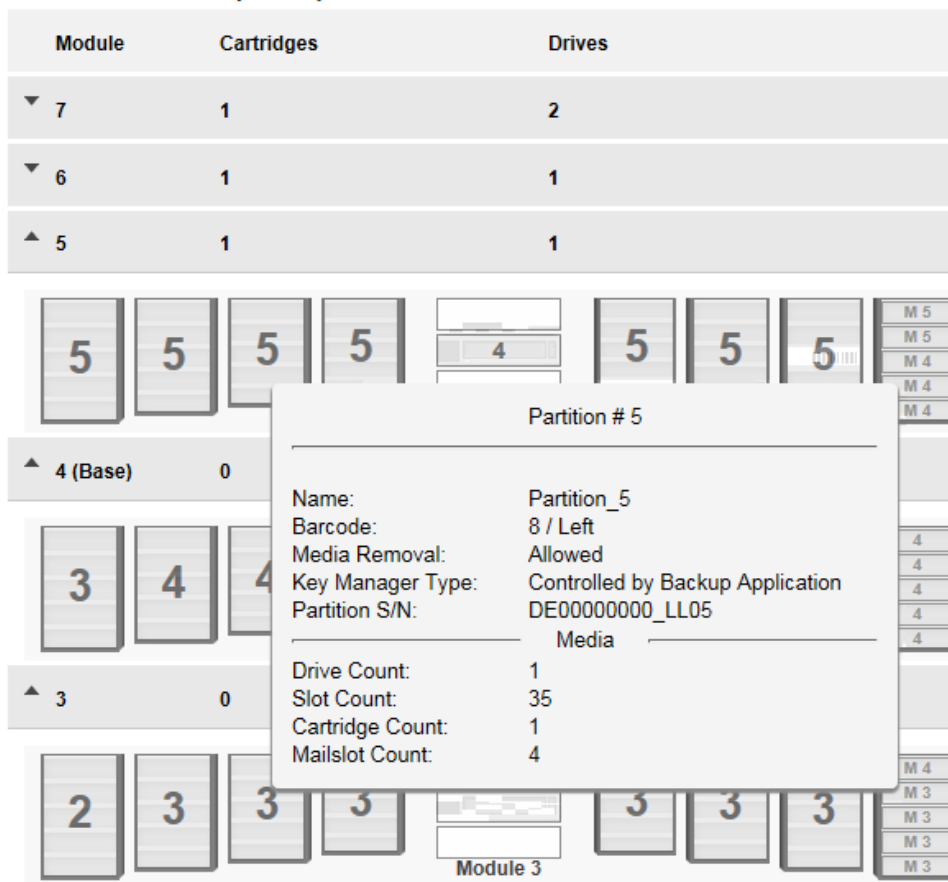 Module Cartridges Drives
7 1 2
6 1 1
5 1 1
5 5 5 5 4 5 5 5 M 5
M 5
M 4
M 4
M 4
Partition # 5
4 (Base) 0
Name: Partition_5
Barcode: 8 / Left
Media Removal: Allowed
Key Manager Type: Controlled by Backup Application
Partition S/N: DE00000000_LL05
Media
Drive Count: 1
Slot Count: 35
Cartridge Count: 1
Mailslot Count: 4
3 4 4 4
4
4
4
4
3 0
2 3 3 3 3 3 3 M 4
M 3
M 3
M 3
M 3
Module 3